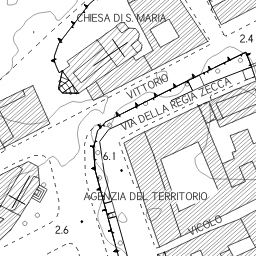 CHIESA DI S. MARIA
2.4
VITTORIO
VIA DELLA REGIA ZECCA
6.1
AGENZIA DEL TERRITORIO
VICOLO
2.6